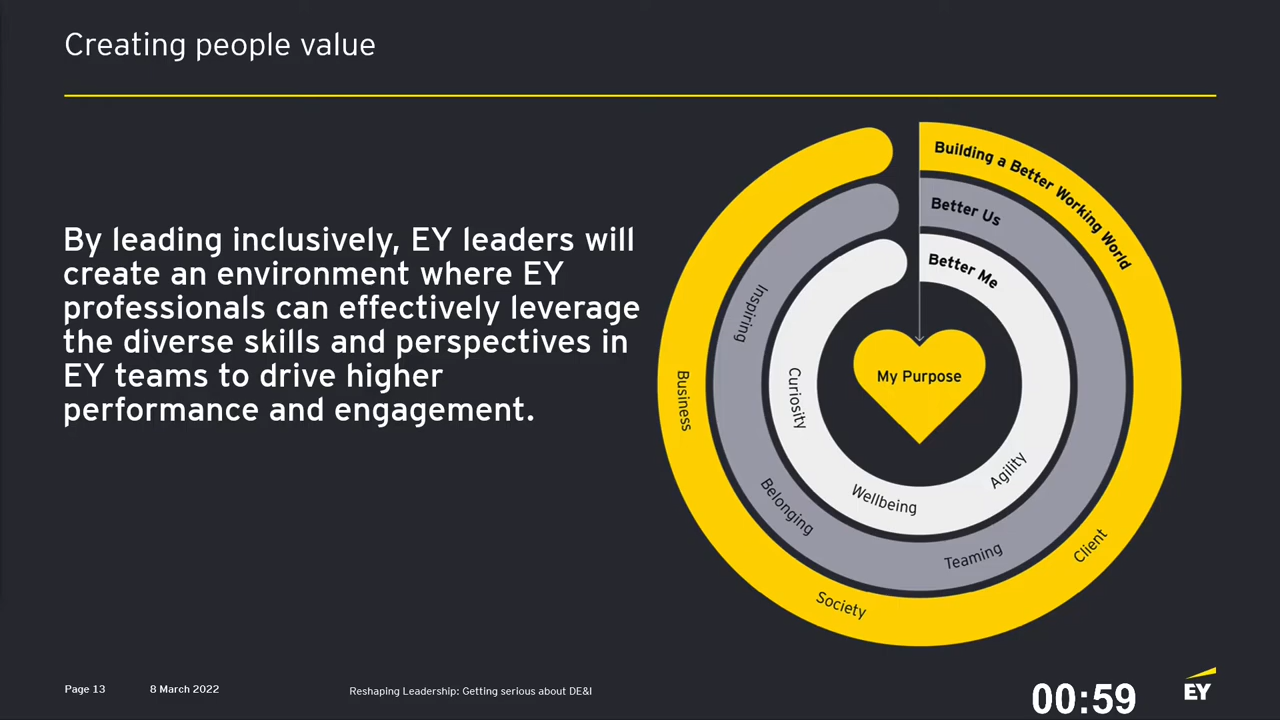 Creating people value
By leading inclusively, EY leaders will
create an environment where EY
professionals can effectively leverage
the diverse skills and perspectives in
EY teams to drive higher
performance and engagement.
Building a Better Working World
Better Us
Better Me
My Purpose
Inspiring
Business
Curiosity
Agility
Wellbeing
Belonging
Teaming
Client
Society
Page 13
8 March 2022
Reshaping Leadership: Getting serious about DE&I
00:59
EY